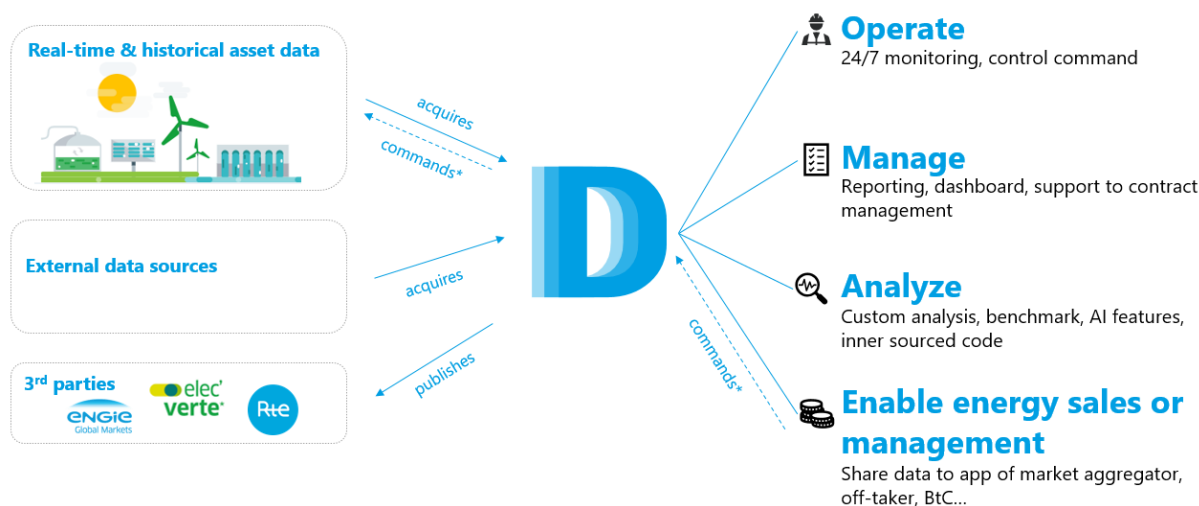 Real-time & historical asset data
acquires
commands*
External data sources
acquires
3rd parties
ENGIE
Global Markets
elec'
verte
Rte
publishes
D
commands*
Operate
24/7 monitoring, control command
Manage
Reporting, dashboard, support to contract
management
Analyze
Custom analysis, benchmark, AI features,
inner sourced code
Enable energy sales or
management
Share data to app of market aggregator,
off-taker, BtC...